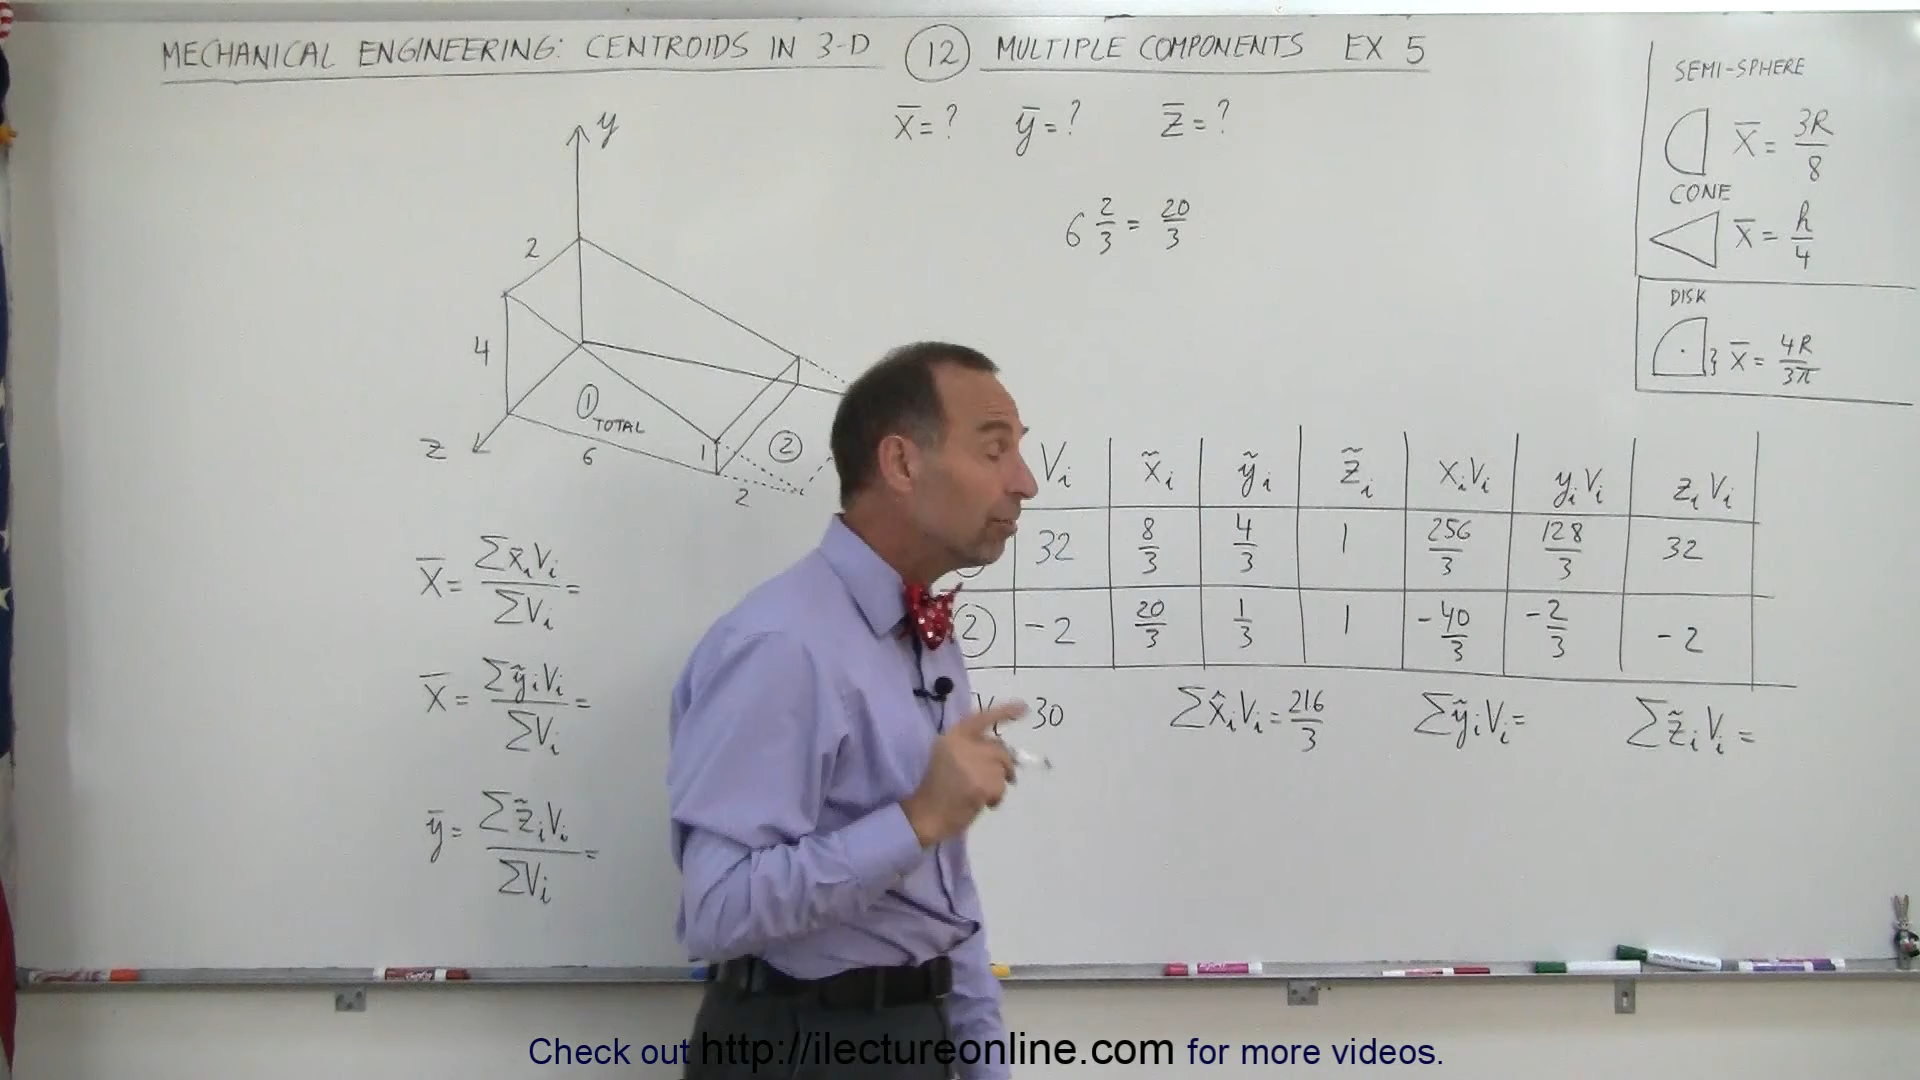 MECHANICAL ENGINEERING: CENTROIDS IN 3-D (12) MULTIPLE COMPONENTS EX 5
x̄ = ? ȳ = ? z̄ = ?
6 2/3 = 20/3
SEMI-SPHERE
x̄ = 3R/8
CONE
x̄ = h/4
DISK
} x̄ = 4R/3π
y
2
4
① TOTAL
z
6
1
②
2
x̄ = Σx̃ᵢVᵢ/ΣVᵢ =
x̄ = ΣỹᵢVᵢ/ΣVᵢ =
ȳ = Σz̃ᵢVᵢ/ΣVᵢ =
Vᵢ x̃ᵢ ỹᵢ z̃ᵢ xᵢVᵢ yᵢVᵢ zᵢVᵢ
32 8/3 4/3 1 256/3 128/3 32
② -2 20/3 1/3 1 -40/3 -2/3 -2
Vᵢ 30 Σx̂ᵢVᵢ = 216/3 ΣỹᵢVᵢ = Σz̃ᵢVᵢ =
Check out http://ilectureonline.com for more videos.